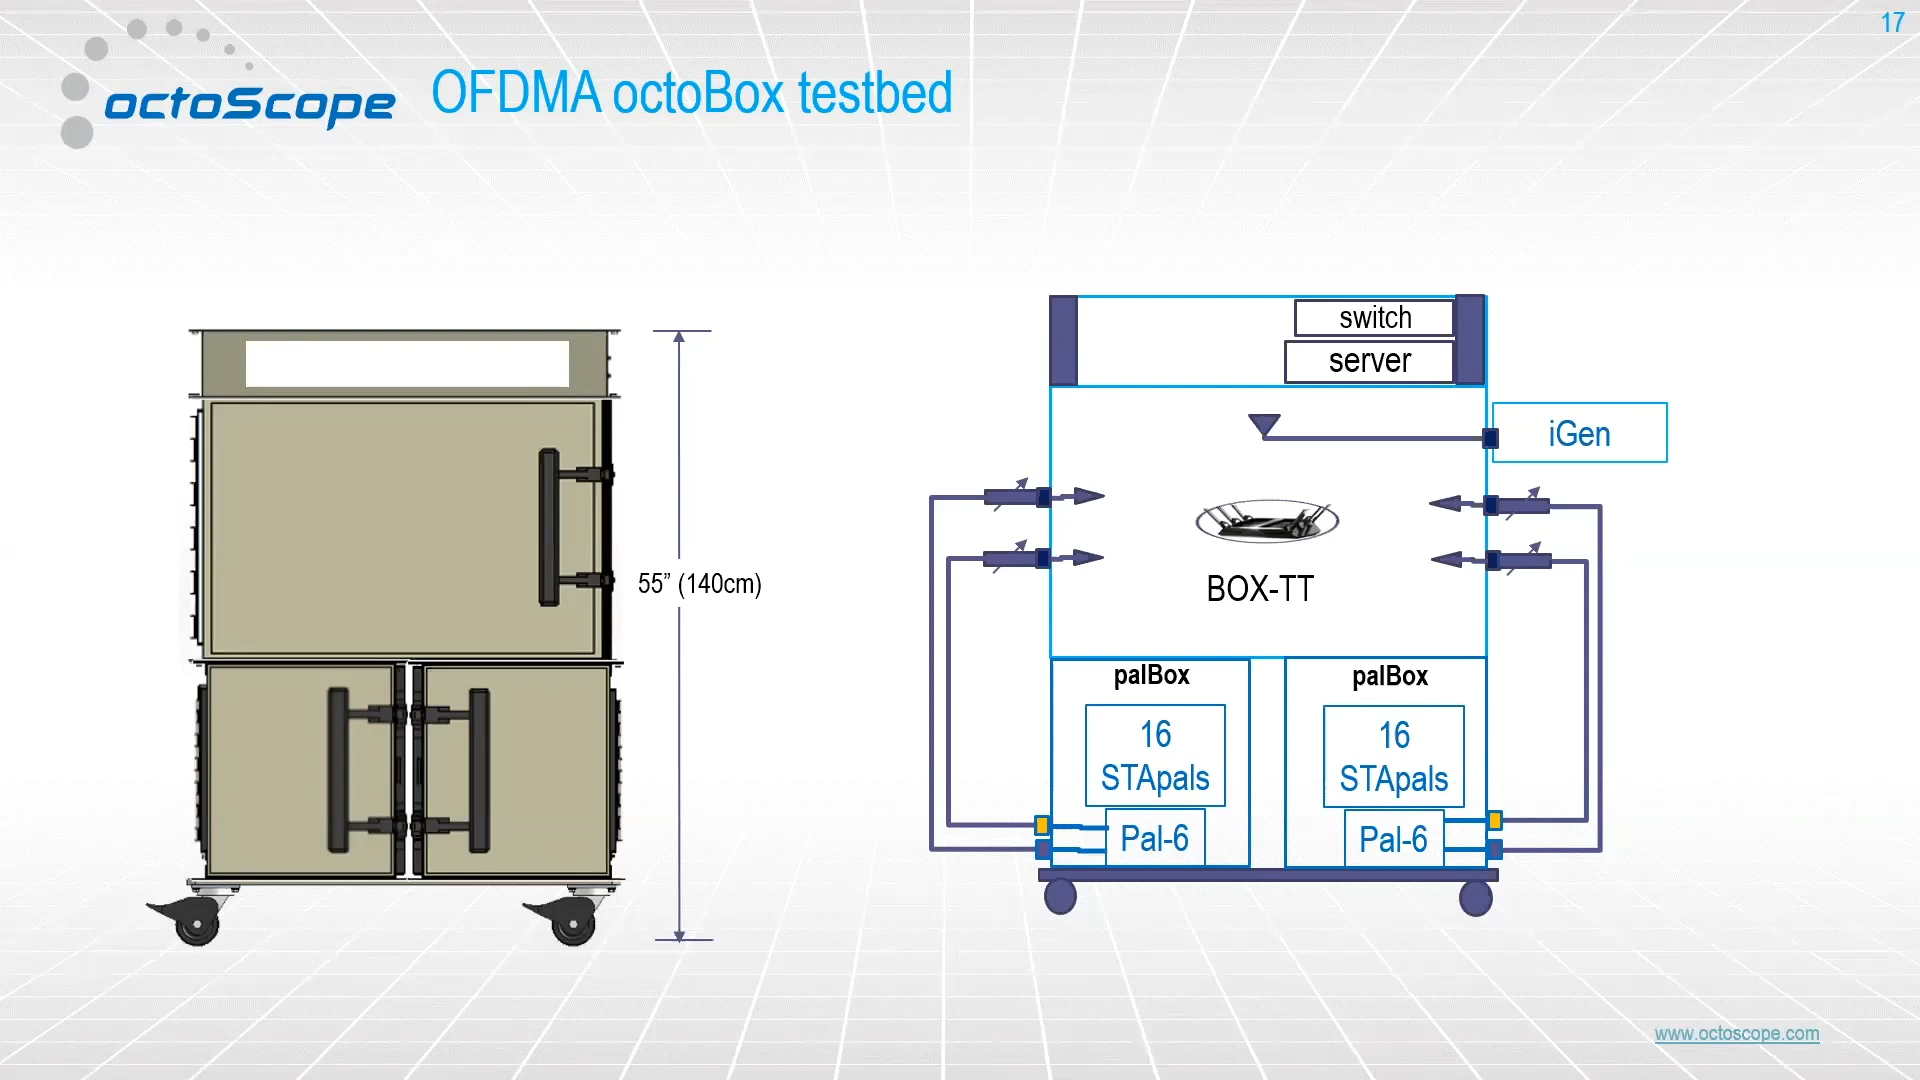 17
octoScope
OFDMA octoBox testbed
55” (140cm)
switch
server
iGen
BOX-TT
palBox
16
STApals
Pal-6
palBox
16
STApals
Pal-6
www.octoscope.com